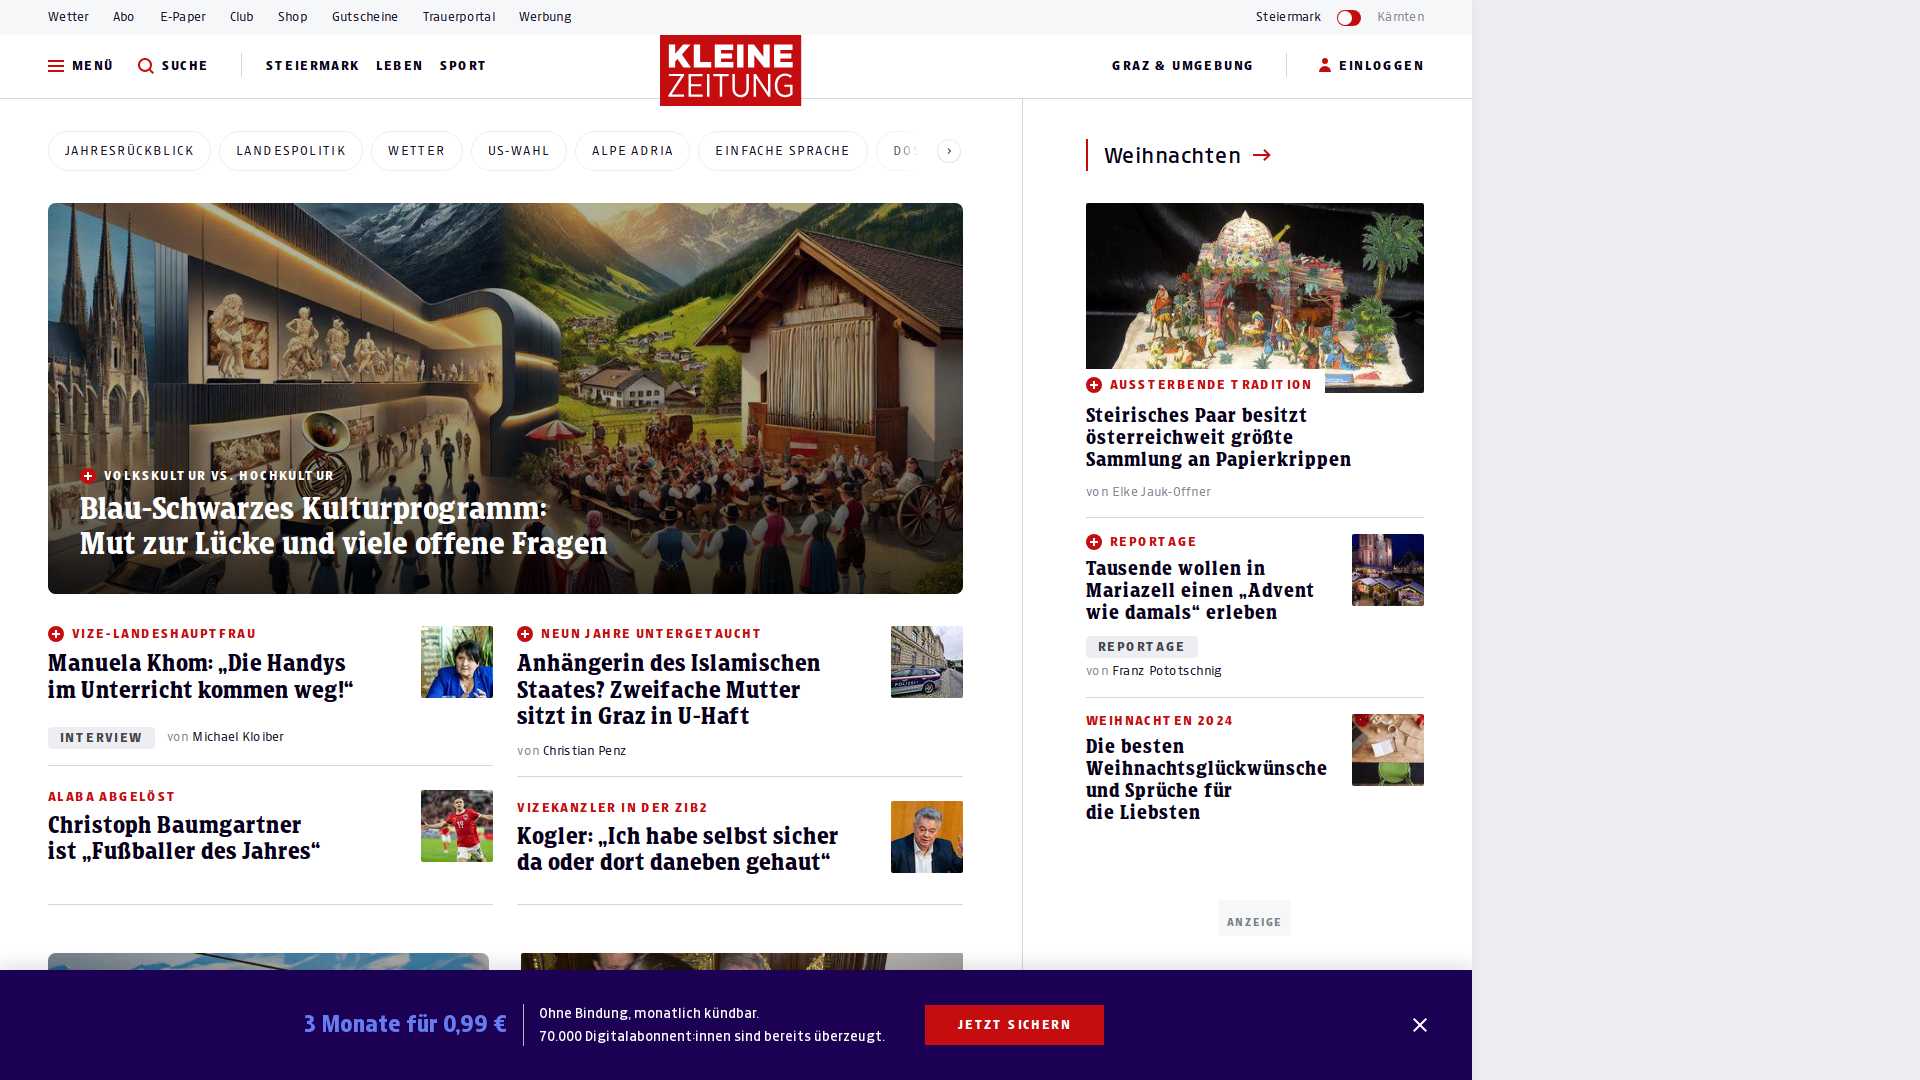 Wetter Abo E-Paper Club Shop Gutscheine Trauerportal Werbung
Steiermark Kärnten
MENÜ SUCHE STEIERMARK LEBEN SPORT
KLEINE
ZEITUNG
GRAZ & UMGEBUNG EINLOGGEN
JAHRESRÜCKBLICK LANDESPOLITIK WETTER US-WAHL ALPE ADRIA EINFACHE SPRACHE
VOLKSKULTUR VS. HOCHKULTUR
Blau-Schwarzes Kulturprogramm:
Mut zur Lücke und viele offene Fragen
VIZE-LANDESHAUPTFRAU
Manuela Khom: „Die Handys
im Unterricht kommen weg!“
INTERVIEW von Michael Kloiber
NEUN JAHRE UNTERGETAUCHT
Anhängerin des Islamischen
Staates? Zweifache Mutter
sitzt in Graz in U-Haft
von Christian Penz
ALABA ABGELÖST
Christoph Baumgartner
ist „Fußballer des Jahres“
VIZEKANZLER IN DER ZIB2
Kogler: „Ich habe selbst sicher
da oder dort daneben gehaut“
Weihnachten
AUSSTERBENDE TRADITION
Steirisches Paar besitzt
österreichweit größte
Sammlung an Papierkrippen
von Elke Jauk-Offner
REPORTAGE
Tausende wollen in
Mariazell einen „Advent
wie damals“ erleben
REPORTAGE
von Franz Pototschnig
WEIHNACHTEN 2024
Die besten
Weihnachtsglückwünsche
und Sprüche für
die Liebsten
ANZEIGE
3 Monate für 0,99 €
Ohne Bindung, monatlich kündbar.
70.000 Digitalabonnent:innen sind bereits überzeugt.
JETZT SICHERN